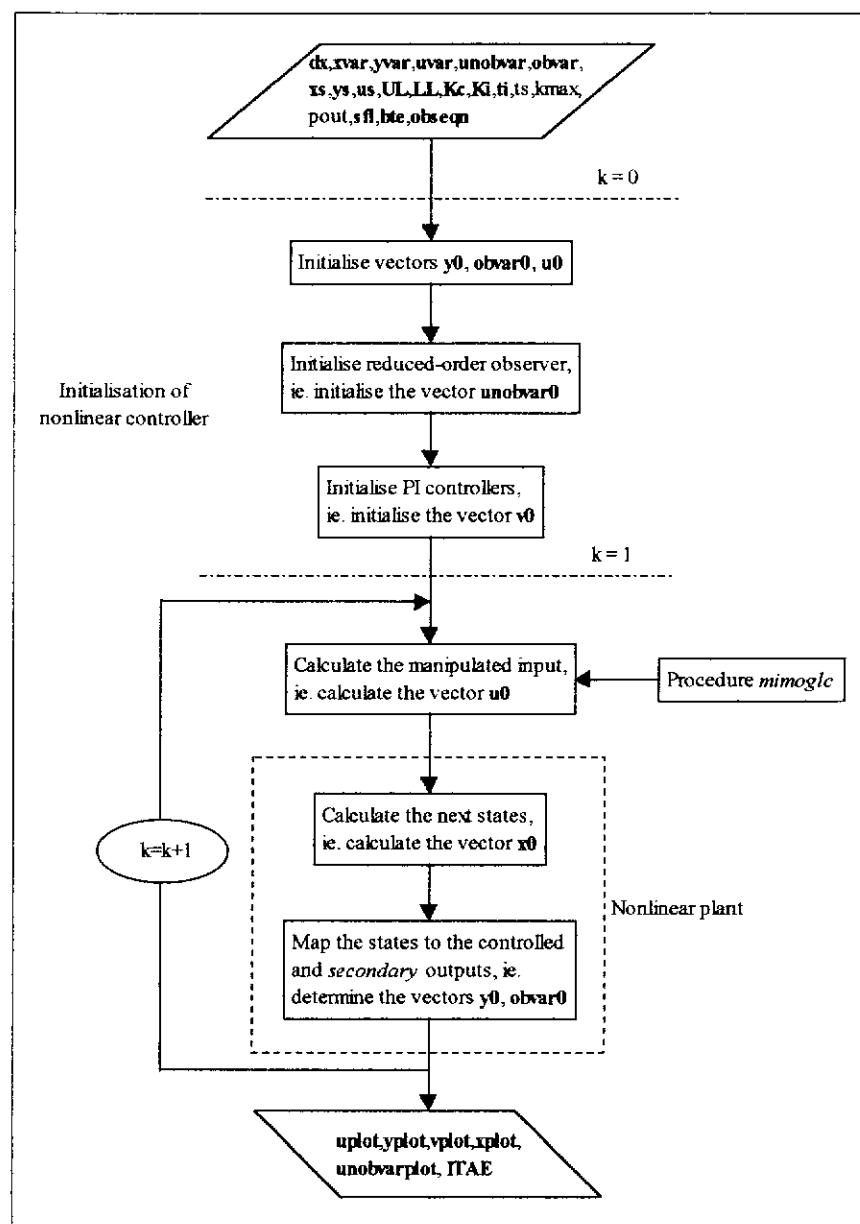 dx,xvar,yvar,uvar,unobvar,obvar,
xs,ys,us,UL,LL,Kc,Ki,ti,ts,kmax,
pout,sfl,bte,obseqn
k = 0
Initialise vectors y0, obvar0, u0
Initialise reduced-order observer,
ie. initialise the vector unobvar0
Initialisation of
nonlinear controller
Initialise PI controllers,
ie. initialise the vector v0
k = 1
Calculate the manipulated input,
ie. calculate the vector u0
Procedure mimoglc
Calculate the next states,
ie. calculate the vector x0
k=k+1
Nonlinear plant
Map the states to the controlled
and secondary outputs, ie.
determine the vectors y0, obvar0
uplot,yplot,vplot,xplot,
unobvarplot, ITAE